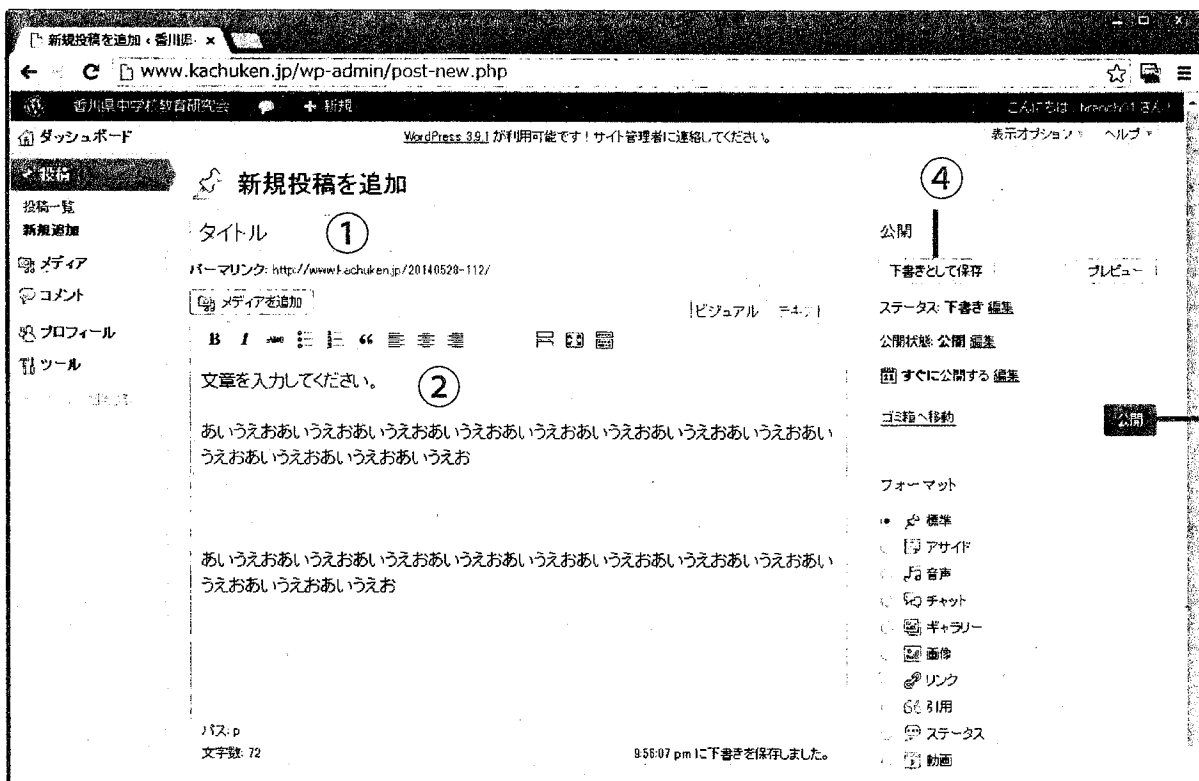 新規投稿を追加 ‹ 香川県· ×
www.kachuken.jp/wp-admin/post-new.php
香川県中学校教育研究会 + 新規
こんにちは
ダッシュボード
WordPress 3.9.1 が利用可能です！サイト管理者に連絡してください。
表示オプション ▼ ヘルプ ▼
投稿
投稿一覧
新規追加
メディア
コメント
プロフィール
ツール
新規投稿を追加
タイトル ①
パーマリンク: http://www.kachuken.jp/20140528-112/
メディアを追加
ビジュアル テキスト
B I ABC
文章を入力してください。 ②
あいうえおあいうえおあいうえおあいうえおあいうえおあいうえおあいうえおあい
うえおあいうえおあいうえおあいうえお
あいうえおあいうえおあいうえおあいうえおあいうえおあいうえおあいうえおあい
うえおあいうえおあいうえお
パス: p
文字数: 72
9:56:07 pm に下書きを保存しました。
④
公開
下書きとして保存 プレビュー
ステータス: 下書き 編集
公開状態: 公開 編集
すぐに公開する 編集
ゴミ箱へ移動
公開
フォーマット
標準
アサイド
音声
チャット
ギャラリー
画像
リンク
引用
ステータス
動画